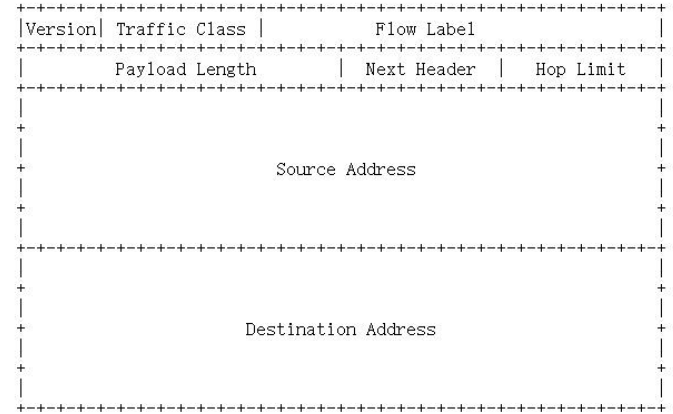 Version Traffic Class Flow Label
Payload Length Next Header Hop Limit
Source Address
Destination Address